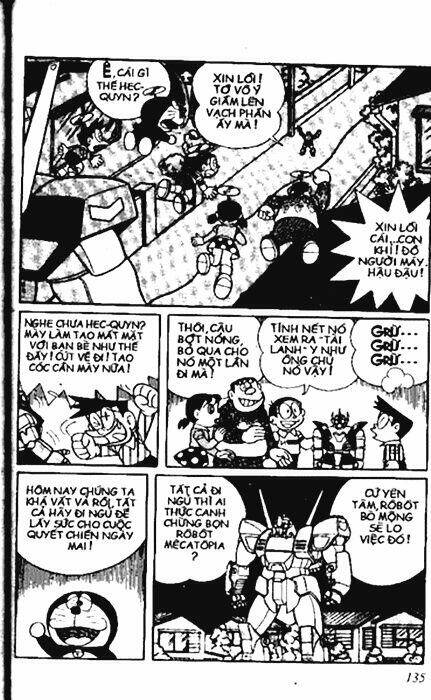 Ê, CÁI GÌ
THẾ HEC-
QUYN?
XIN LỖI!
TỚ VÔ Ý
GIẪM LÊN
VẠCH PHẤN
ẤY MÀ!
XIN LỖI
CÁI,...CON
KHỈ! ĐỒ
NGƯỜI MÁY
HẬU ĐẬU!
NGHE CHƯA HEC-QUYN?
MÀY LÀM TAO MẤT MẶT
VỚI BẠN BÈ NHƯ THẾ
ĐẤY! CÚT VỀ ĐI! TAO
CÓC CẦN MÀY NỮA!
THÔI, CẬU
BỚT NÓNG,
BỎ QUA CHO
NÓ MỘT LẦN
ĐI MÀ!
TÍNH NẾT NÓ
XEM RA "TÀI
LANH" Y NHƯ
ÔNG CHỦ
NÓ VẬY!
GRỪ...
GRỪ...
GRỪ...
HÔM NAY CHÚNG TA
KHÁ VẤT VẢ RỒI, TẤT
CẢ HÃY ĐI NGỦ ĐỂ
LẤY SỨC CHO CUỘC
QUYẾT CHIẾN NGÀY
MAI!
TẤT CẢ ĐI
NGỦ THÌ AI
THỨC CANH
CHỪNG BỌN
RÔBÔT
MÊCATÔPIA
?
CỨ YÊN
TÂM, RÔBÔT
BỒ MỘNG
SẼ LO
VIỆC ĐÓ!
135